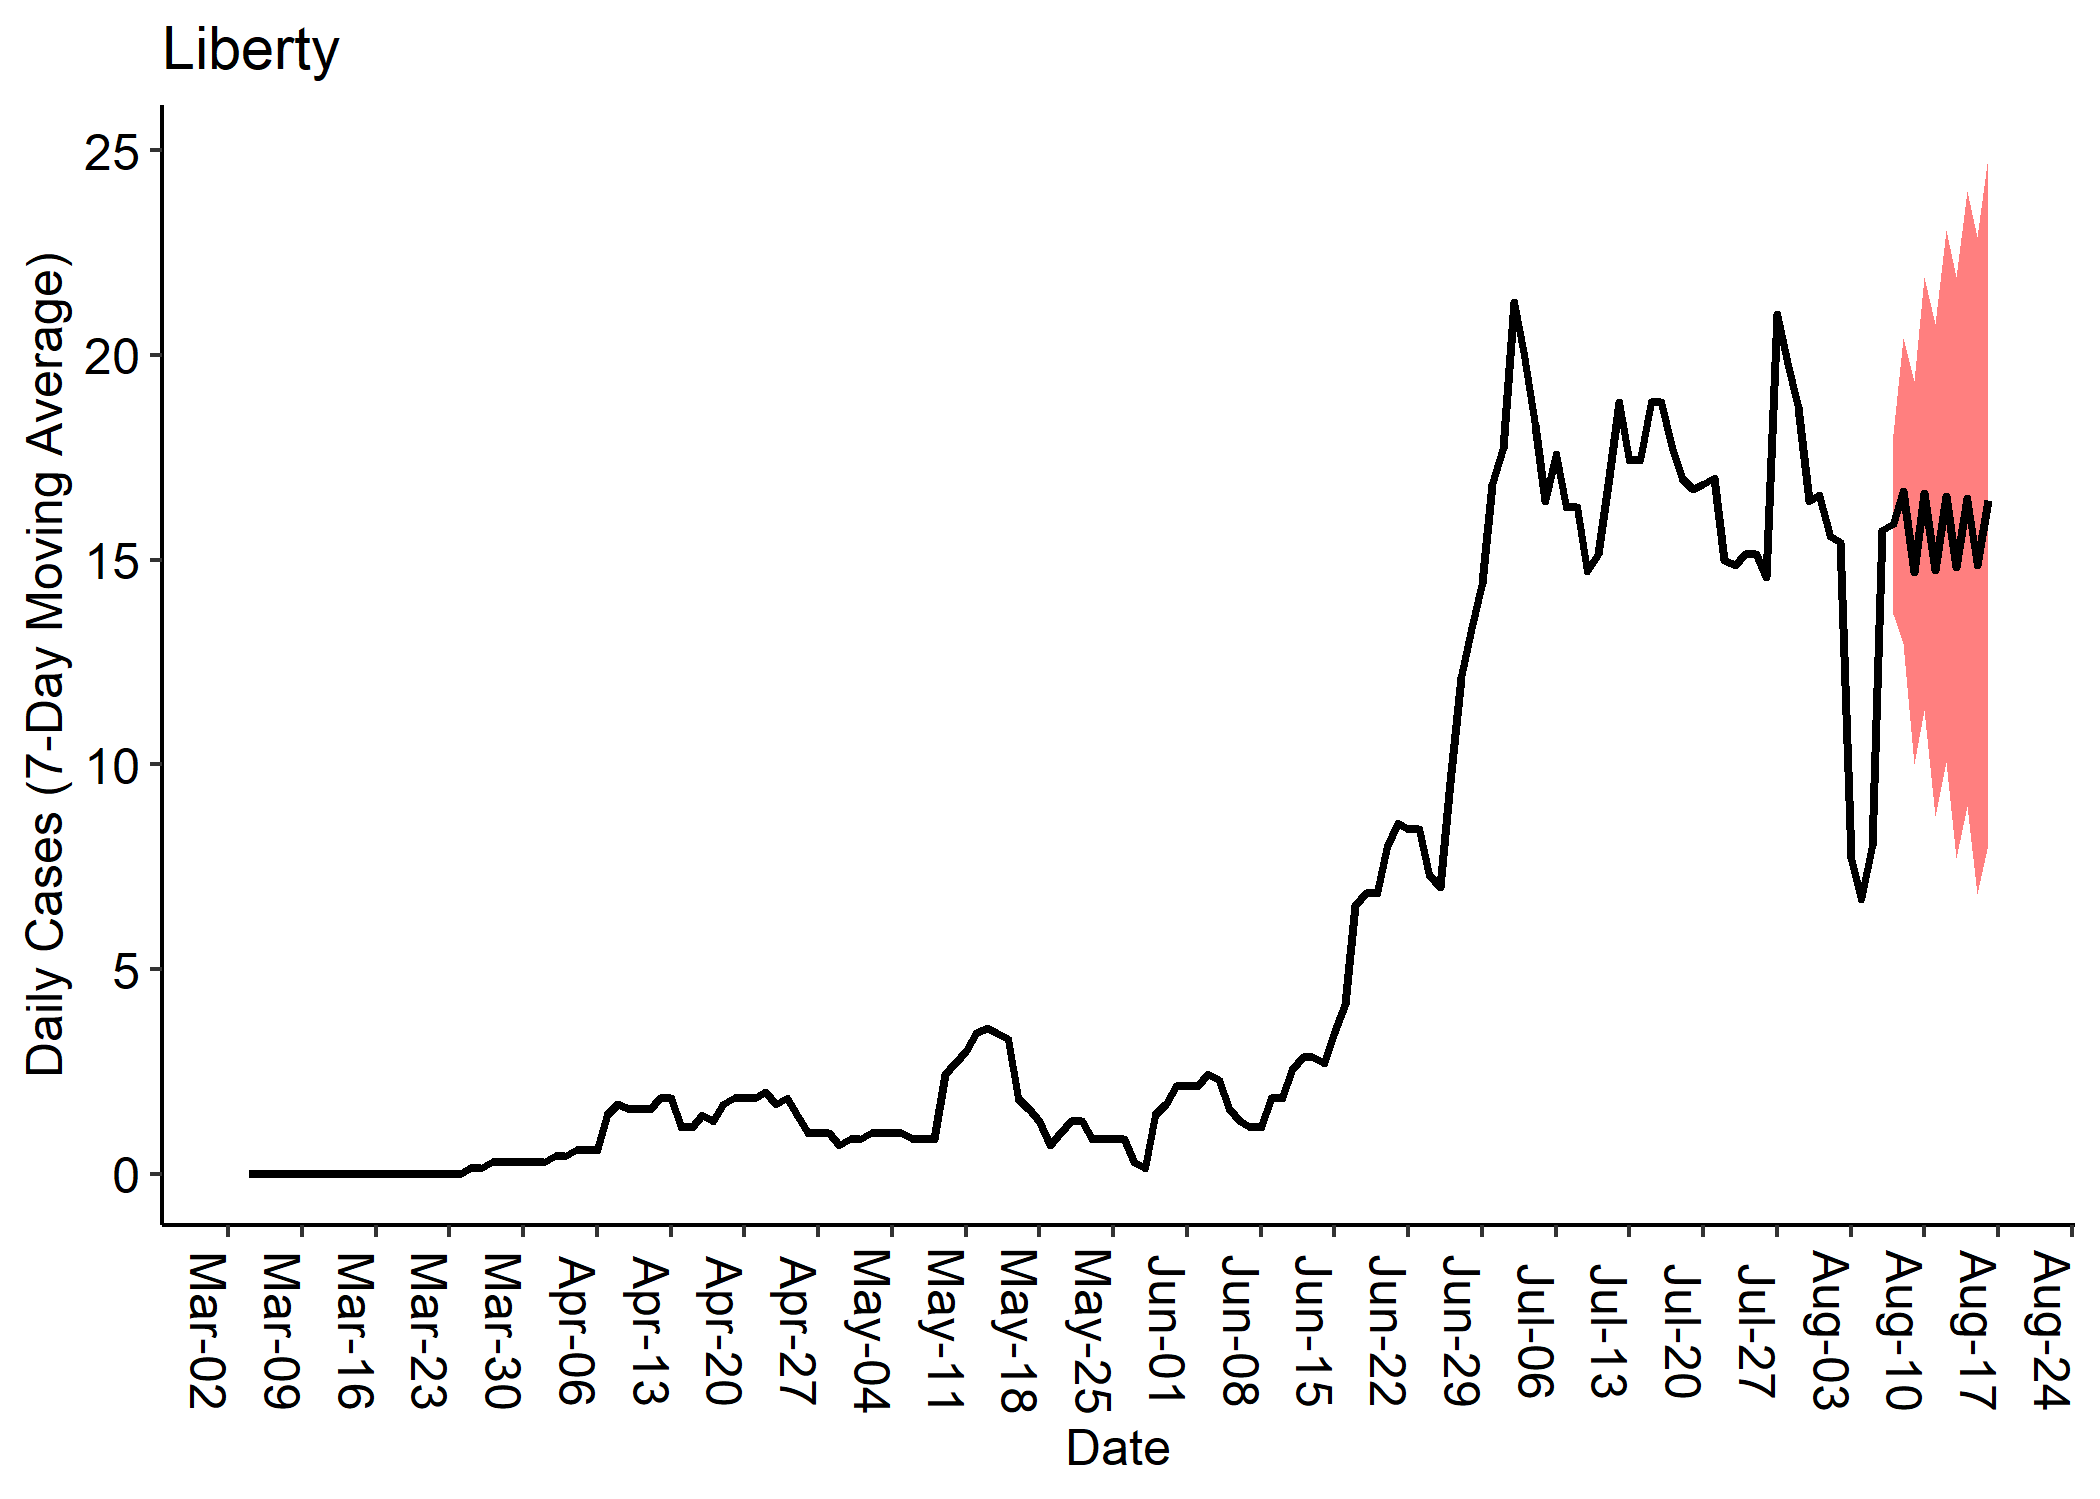 Liberty
Daily Cases (7-Day Moving Average)
25
20
15
10
5
0
Mar-02
Mar-09
Mar-16
Mar-23
Mar-30
Apr-06
Apr-13
Apr-20
Apr-27
May-04
May-11
May-18
May-25
Jun-01
Jun-08
Jun-15
Jun-22
Jun-29
Jul-06
Jul-13
Jul-20
Jul-27
Aug-03
Aug-10
Aug-17
Aug-24
Date